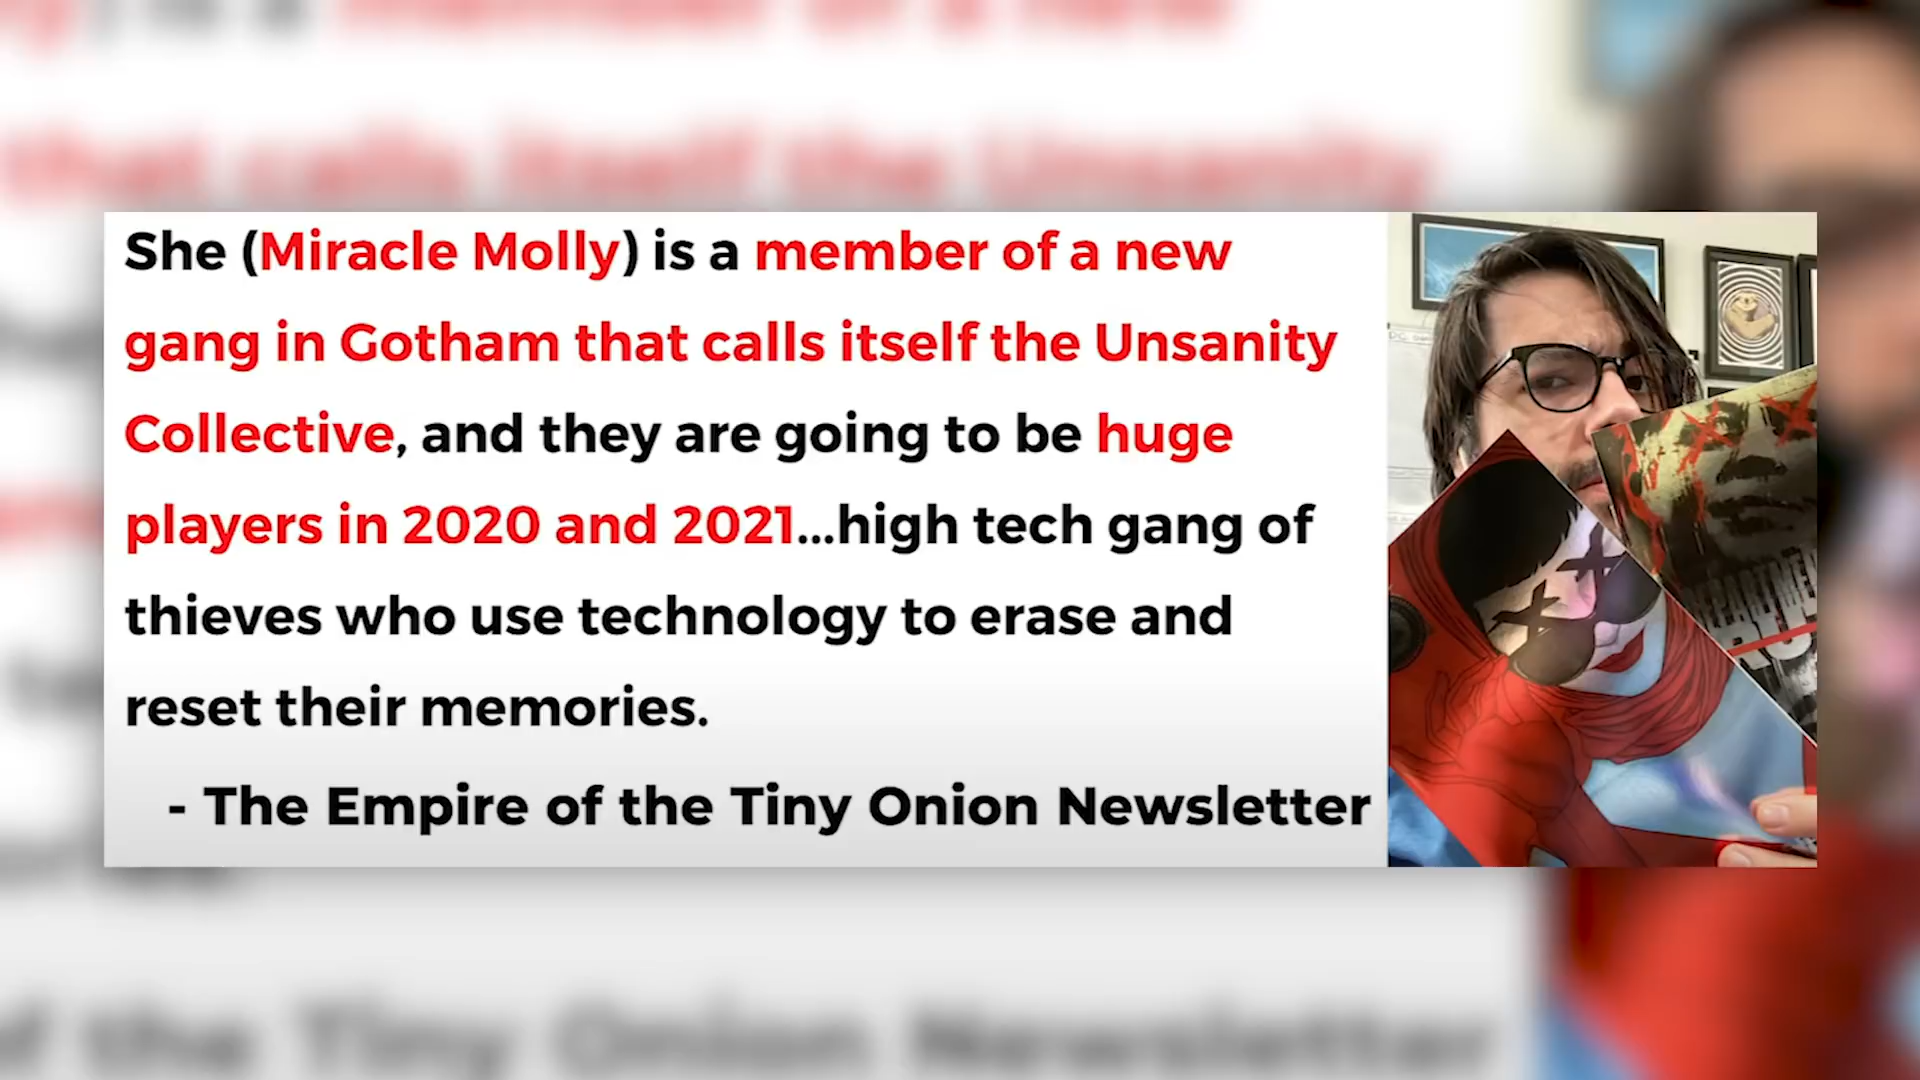 She (Miracle Molly) is a member of a new
gang in Gotham that calls itself the Unsanity
Collective, and they are going to be huge
players in 2020 and 2021...high tech gang of
thieves who use technology to erase and
reset their memories.
- The Empire of the Tiny Onion Newsletter